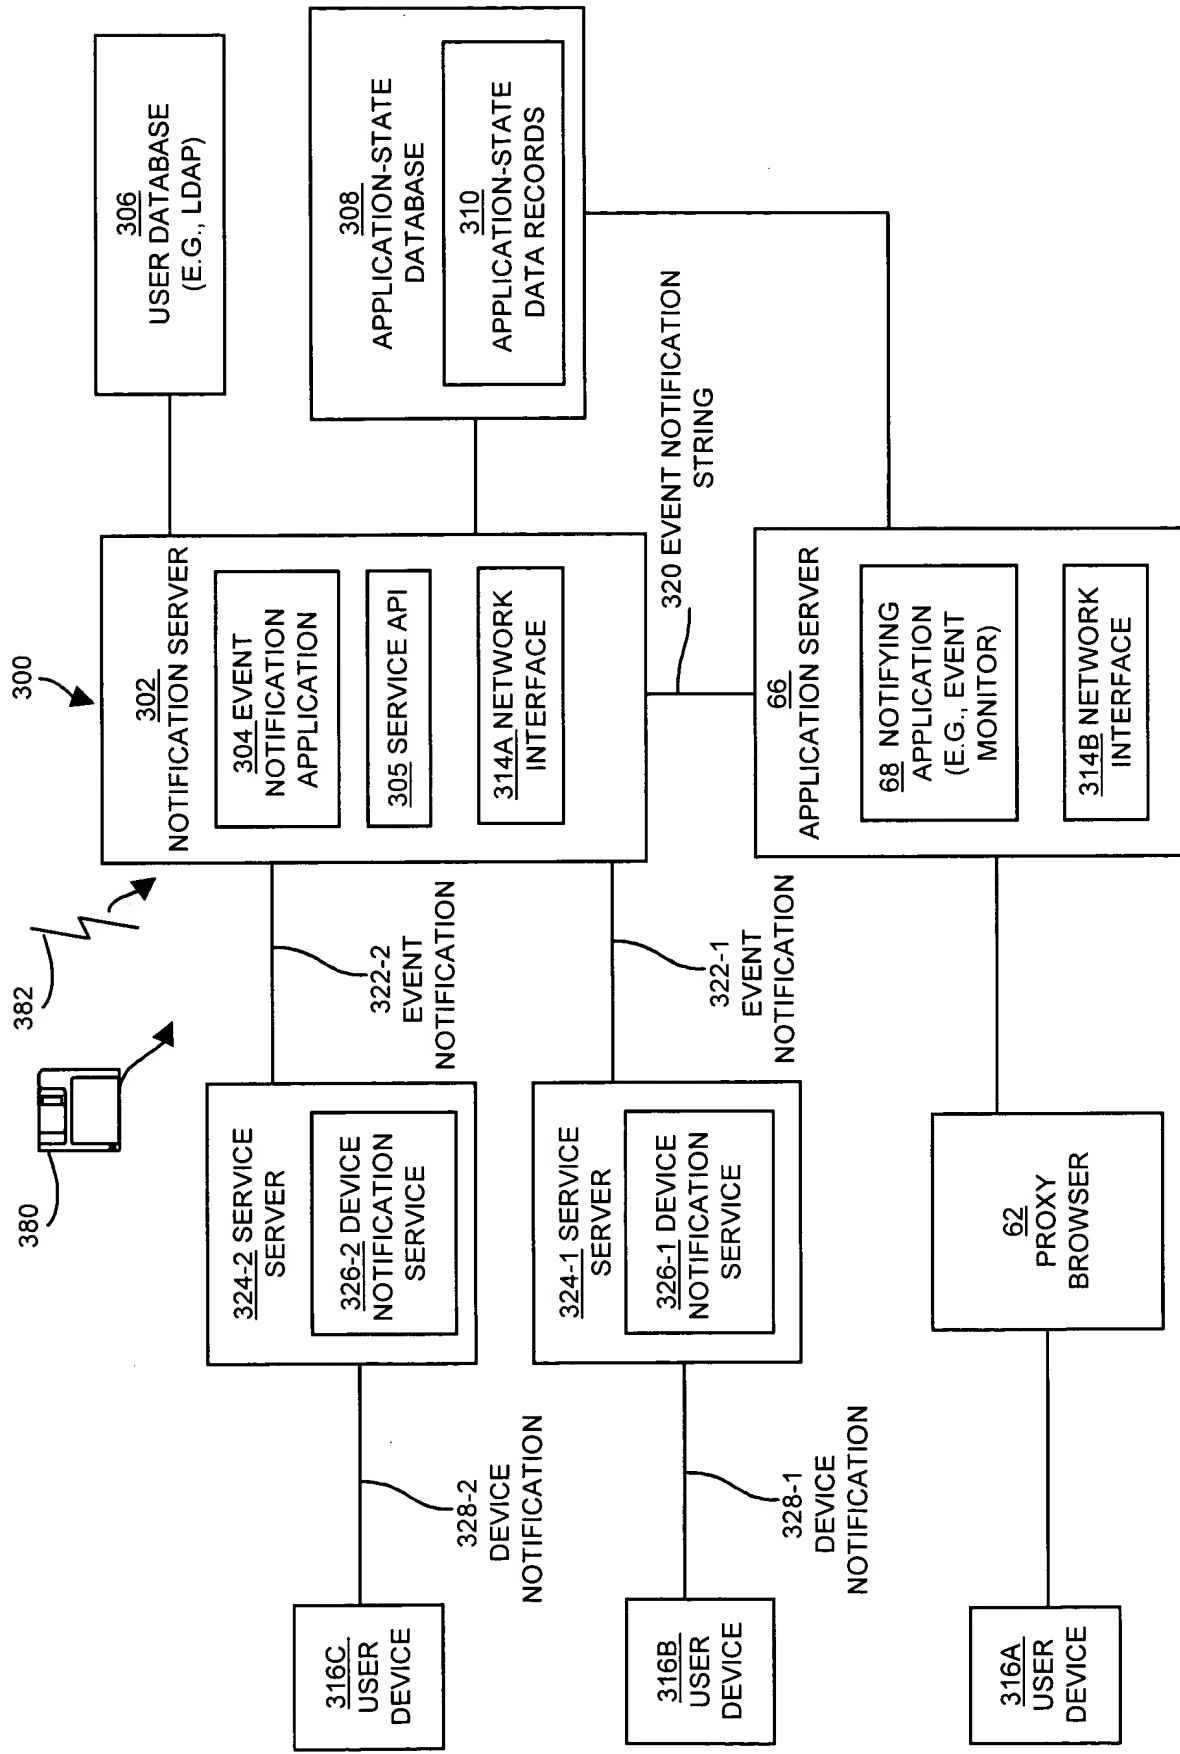 300
380
382
306
USER DATABASE
(E.G., LDAP)
302
NOTIFICATION SERVER
304 EVENT
NOTIFICATION
APPLICATION
305 SERVICE API
314A NETWORK
INTERFACE
308
APPLICATION-STATE
DATABASE
310
APPLICATION-STATE
DATA RECORDS
324-2 SERVICE
SERVER
326-2 DEVICE
NOTIFICATION
SERVICE
322-2
EVENT
NOTIFICATION
316C
USER
DEVICE
328-2
DEVICE
NOTIFICATION
324-1 SERVICE
SERVER
326-1 DEVICE
NOTIFICATION
SERVICE
322-1
EVENT
NOTIFICATION
316B
USER
DEVICE
328-1
DEVICE
NOTIFICATION
320 EVENT NOTIFICATION
STRING
66
APPLICATION SERVER
68 NOTIFYING
APPLICATION
(E.G., EVENT
MONITOR)
314B NETWORK
INTERFACE
62
PROXY
BROWSER
316A
USER
DEVICE